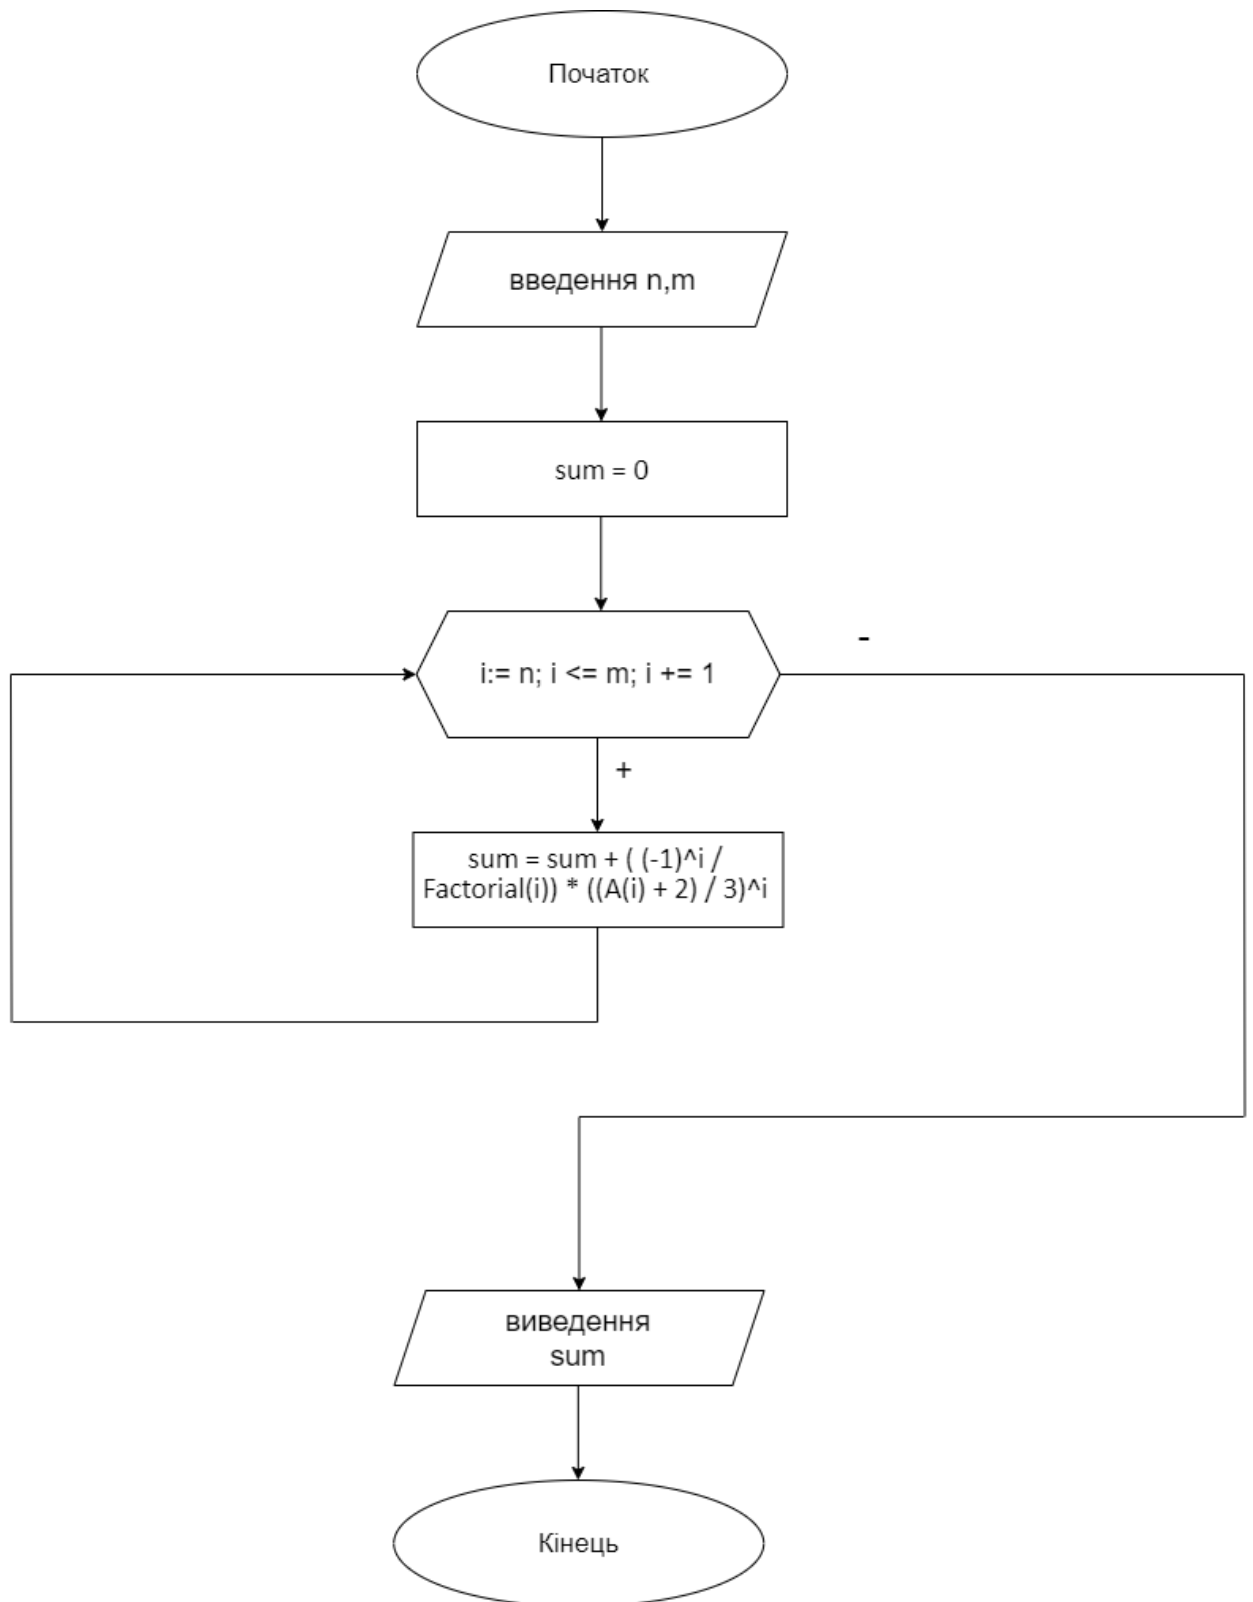 Початок
введення n,m
sum = 0
i:= n; i <= m; i += 1
-
+
sum = sum + ( (-1)^i /
Factorial(i)) * ((A(i) + 2) / 3)^i
виведення
sum
Кінець